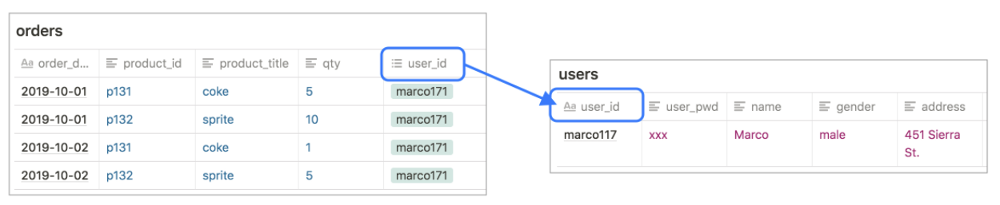 orders
order_d... product_id product_title qty user_id
2019-10-01 p131 coke 5 marco171
2019-10-01 p132 sprite 10 marco171
2019-10-02 p131 coke 1 marco171
2019-10-02 p132 sprite 5 marco171
users
user_id user_pwd name gender address
marco117 xxx Marco male 451 Sierra
St.